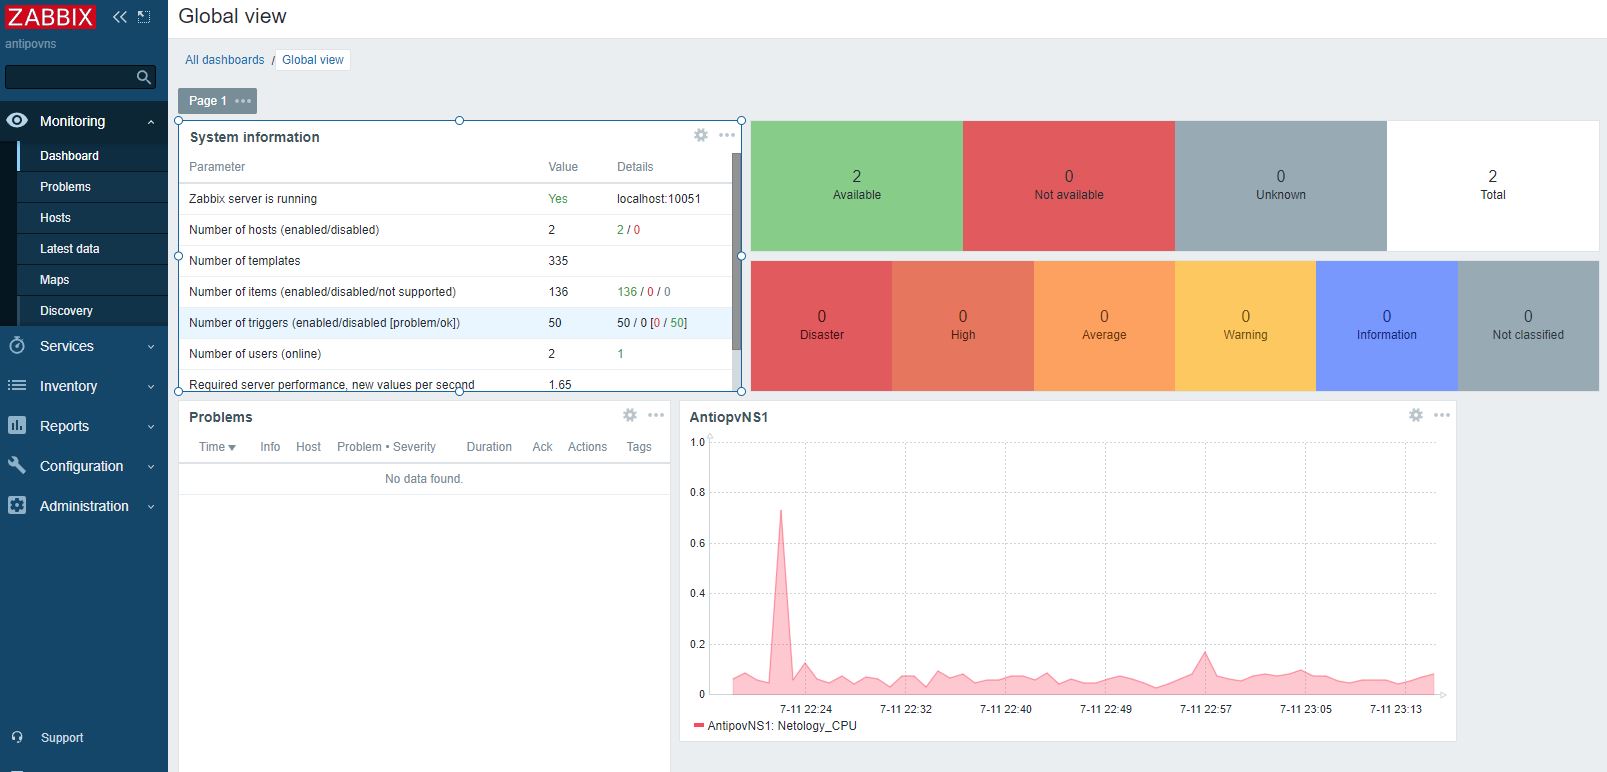 ZABBIX
antipovns
Monitoring
Dashboard
Problems
Hosts
Latest data
Maps
Discovery
Services
Inventory
Reports
Configuration
Administration
Support
Global view
All dashboards / Global view
Page 1
System information
Parameter Value Details
Zabbix server is running Yes localhost:10051
Number of hosts (enabled/disabled) 2 2 / 0
Number of templates 335
Number of items (enabled/disabled/not supported) 136 136 / 0 / 0
Number of triggers (enabled/disabled [problem/ok]) 50 50 / 0 [0 / 50]
Number of users (online) 2 1
Required server performance, new values per second 1.65
2 0 0 2
Available Not available Unknown Total
0 0 0 0 0 0
Disaster High Average Warning Information Not classified
Problems
Time Info Host Problem • Severity Duration Ack Actions Tags
No data found.
AntiopvNS1
1.0
0.8
0.6
0.4
0.2
0
7-11 22:24 7-11 22:32 7-11 22:40 7-11 22:49 7-11 22:57 7-11 23:05 7-11 23:13
AntipovNS1: Netology_CPU